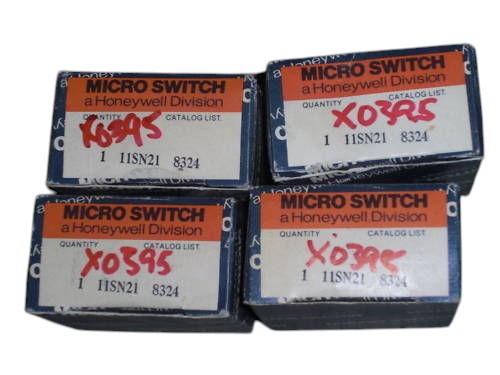 MICRO SWITCH
a Honeywell Division
QUANTITY CATALOG LIST.
X0395
1 11SN21 8324
MICRO SWITCH
a Honeywell Division
QUANTITY CATALOG LIST.
X0395
1 11SN21 8324
MICRO SWITCH
a Honeywell Division
QUANTITY CATALOG LIST.
X0395
1 11SN21 8324
MICRO SWITCH
a Honeywell Division
QUANTITY CATALOG LIST.
X0395
1 11SN21 8324